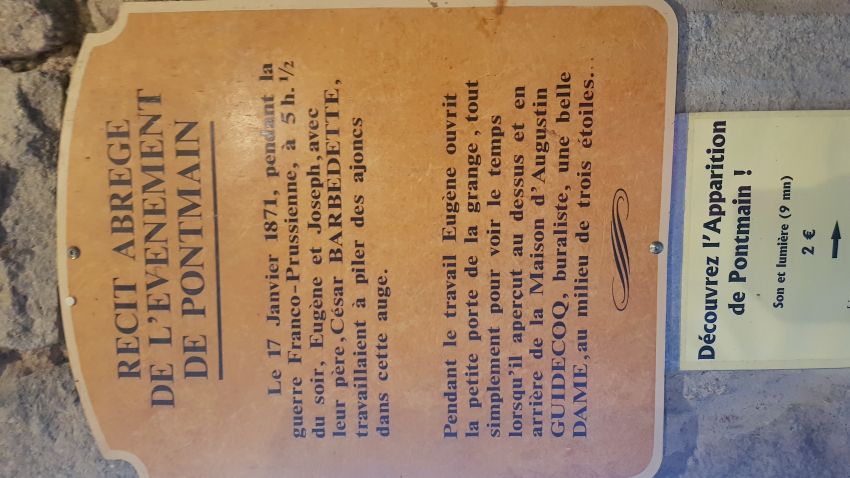 RECIT ABREGE
DE L'EVENEMENT
DE PONTMAIN
Le 17 Janvier 1871, pendant la
guerre Franco-Prussienne, à 5 h. ½
du soir, Eugène et Joseph, avec
leur père, César BARBEDETTE,
travaillaient à piler des ajoncs
dans cette auge.
Pendant le travail Eugène ouvrit
la petite porte de la grange, tout
simplement pour voir le temps
lorsqu'il aperçut au dessus et en
arrière de la Maison d'Augustin
GUIDECOQ, buraliste, une belle
DAME, au milieu de trois étoiles...
Découvrez l'Apparition
de Pontmain !
Son et lumière (9 mn)
2 €
→